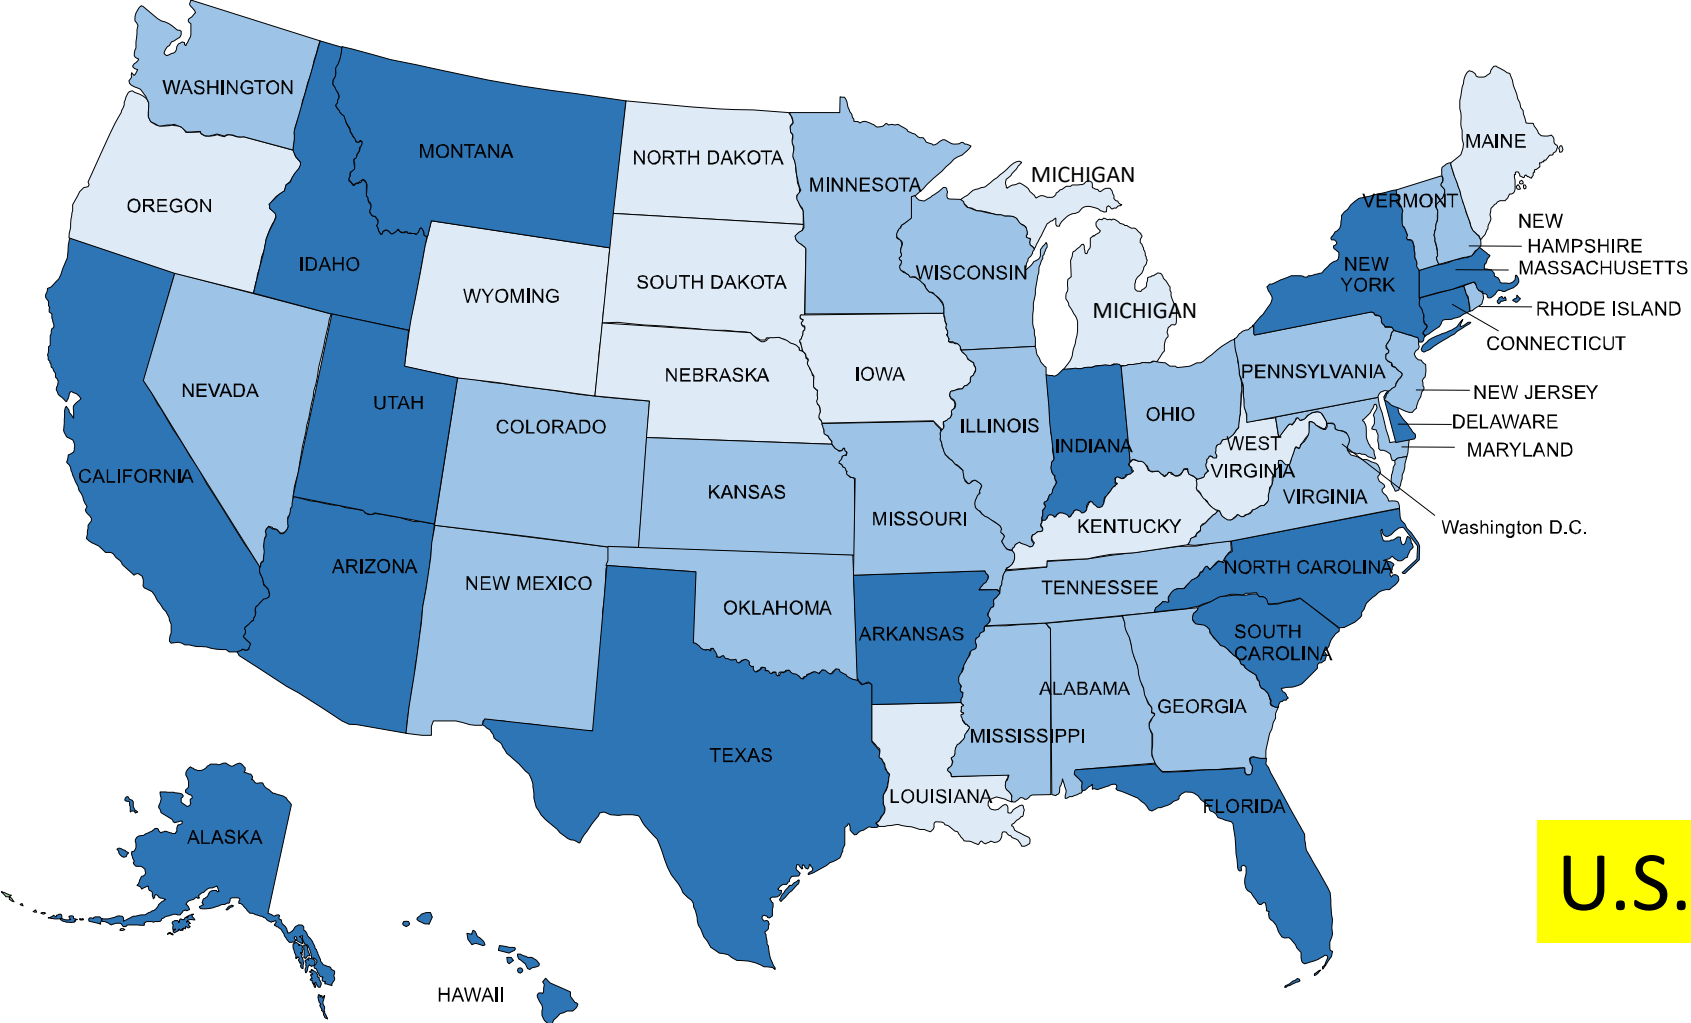 WASHINGTON
MONTANA
NORTH DAKOTA
MINNESOTA
MICHIGAN
MAINE
OREGON
VERMONT
NEW
HAMPSHIRE
IDAHO
WYOMING
SOUTH DAKOTA
WISCONSIN
MICHIGAN
NEW
YORK
MASSACHUSETTS
RHODE ISLAND
CONNECTICUT
NEVADA
UTAH
COLORADO
NEBRASKA
IOWA
ILLINOIS
INDIANA
OHIO
PENNSYLVANIA
NEW JERSEY
DELAWARE
MARYLAND
CALIFORNIA
KANSAS
MISSOURI
KENTUCKY
WEST
VIRGINIA
VIRGINIA
Washington D.C.
ARIZONA
NEW MEXICO
OKLAHOMA
ARKANSAS
TENNESSEE
NORTH CAROLINA
SOUTH
CAROLINA
TEXAS
LOUISIANA
MISSISSIPPI
ALABAMA
GEORGIA
FLORIDA
ALASKA
HAWAII
U.S.